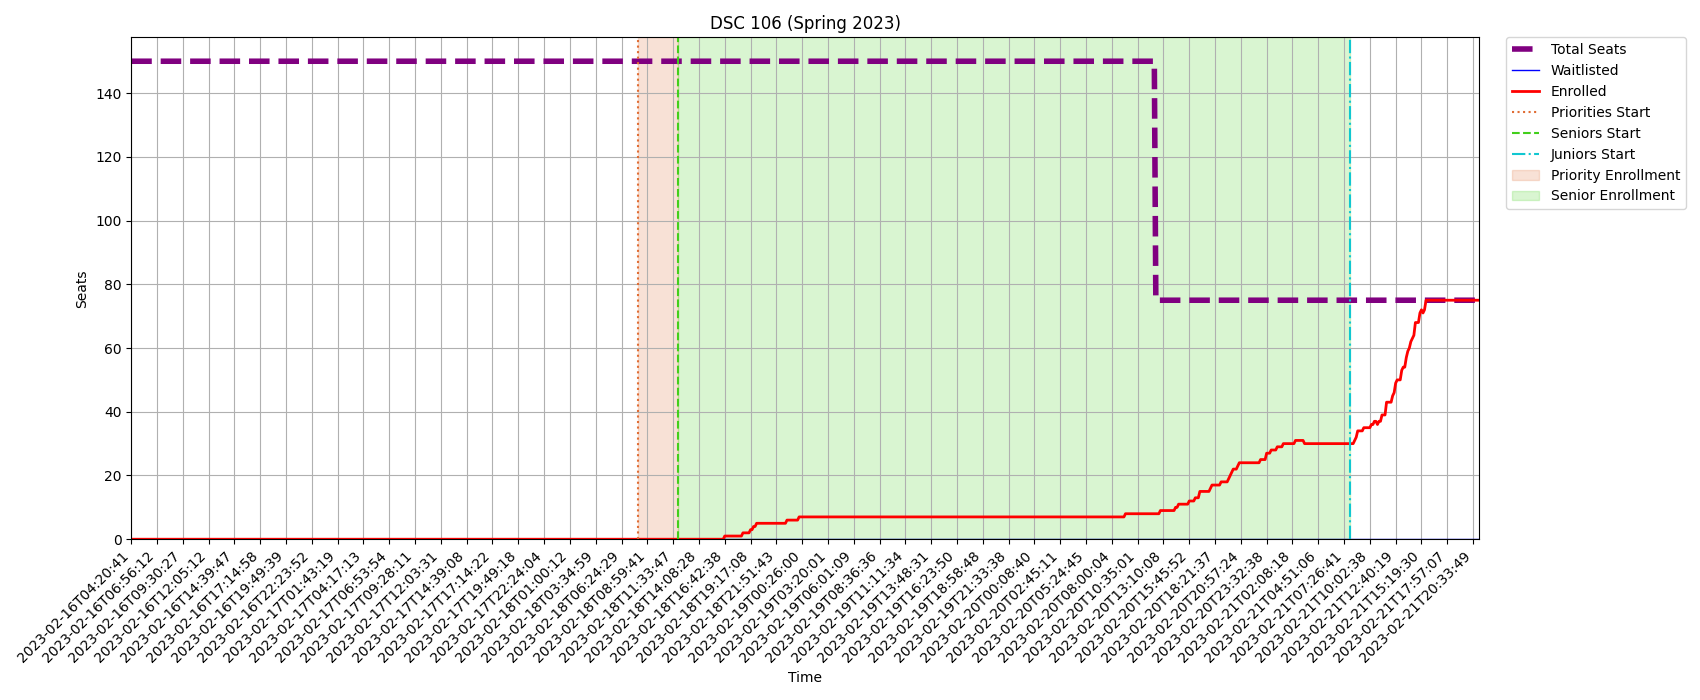 DSC 106 (Spring 2023)
Total Seats
Waitlisted
Enrolled
Priorities Start
Seniors Start
Juniors Start
Priority Enrollment
Senior Enrollment
Seats
140
120
100
80
60
40
20
0
2023-02-16T04:20:41
2023-02-16T06:56:12
2023-02-16T09:30:27
2023-02-16T12:05:12
2023-02-16T14:39:47
2023-02-16T17:14:58
2023-02-16T19:49:39
2023-02-16T22:23:52
2023-02-17T01:43:19
2023-02-17T04:17:13
2023-02-17T06:53:54
2023-02-17T09:28:11
2023-02-17T12:03:31
2023-02-17T14:39:08
2023-02-17T17:14:22
2023-02-17T19:49:18
2023-02-17T22:24:04
2023-02-18T01:00:12
2023-02-18T03:34:59
2023-02-18T06:24:29
2023-02-18T08:59:41
2023-02-18T11:33:47
2023-02-18T14:08:28
2023-02-18T16:42:38
2023-02-18T19:17:08
2023-02-18T21:51:43
2023-02-19T00:26:00
2023-02-19T03:20:01
2023-02-19T06:01:09
2023-02-19T08:36:36
2023-02-19T11:11:34
2023-02-19T13:48:31
2023-02-19T16:23:50
2023-02-19T18:58:48
2023-02-19T21:33:38
2023-02-20T00:08:40
2023-02-20T02:45:11
2023-02-20T05:24:45
2023-02-20T08:00:04
2023-02-20T10:35:01
2023-02-20T13:10:08
2023-02-20T15:45:52
2023-02-20T18:21:37
2023-02-20T20:57:24
2023-02-20T23:32:38
2023-02-21T02:08:18
2023-02-21T04:51:06
2023-02-21T07:26:41
2023-02-21T10:02:38
2023-02-21T12:40:19
2023-02-21T15:19:30
2023-02-21T17:57:07
2023-02-21T20:33:49
Time